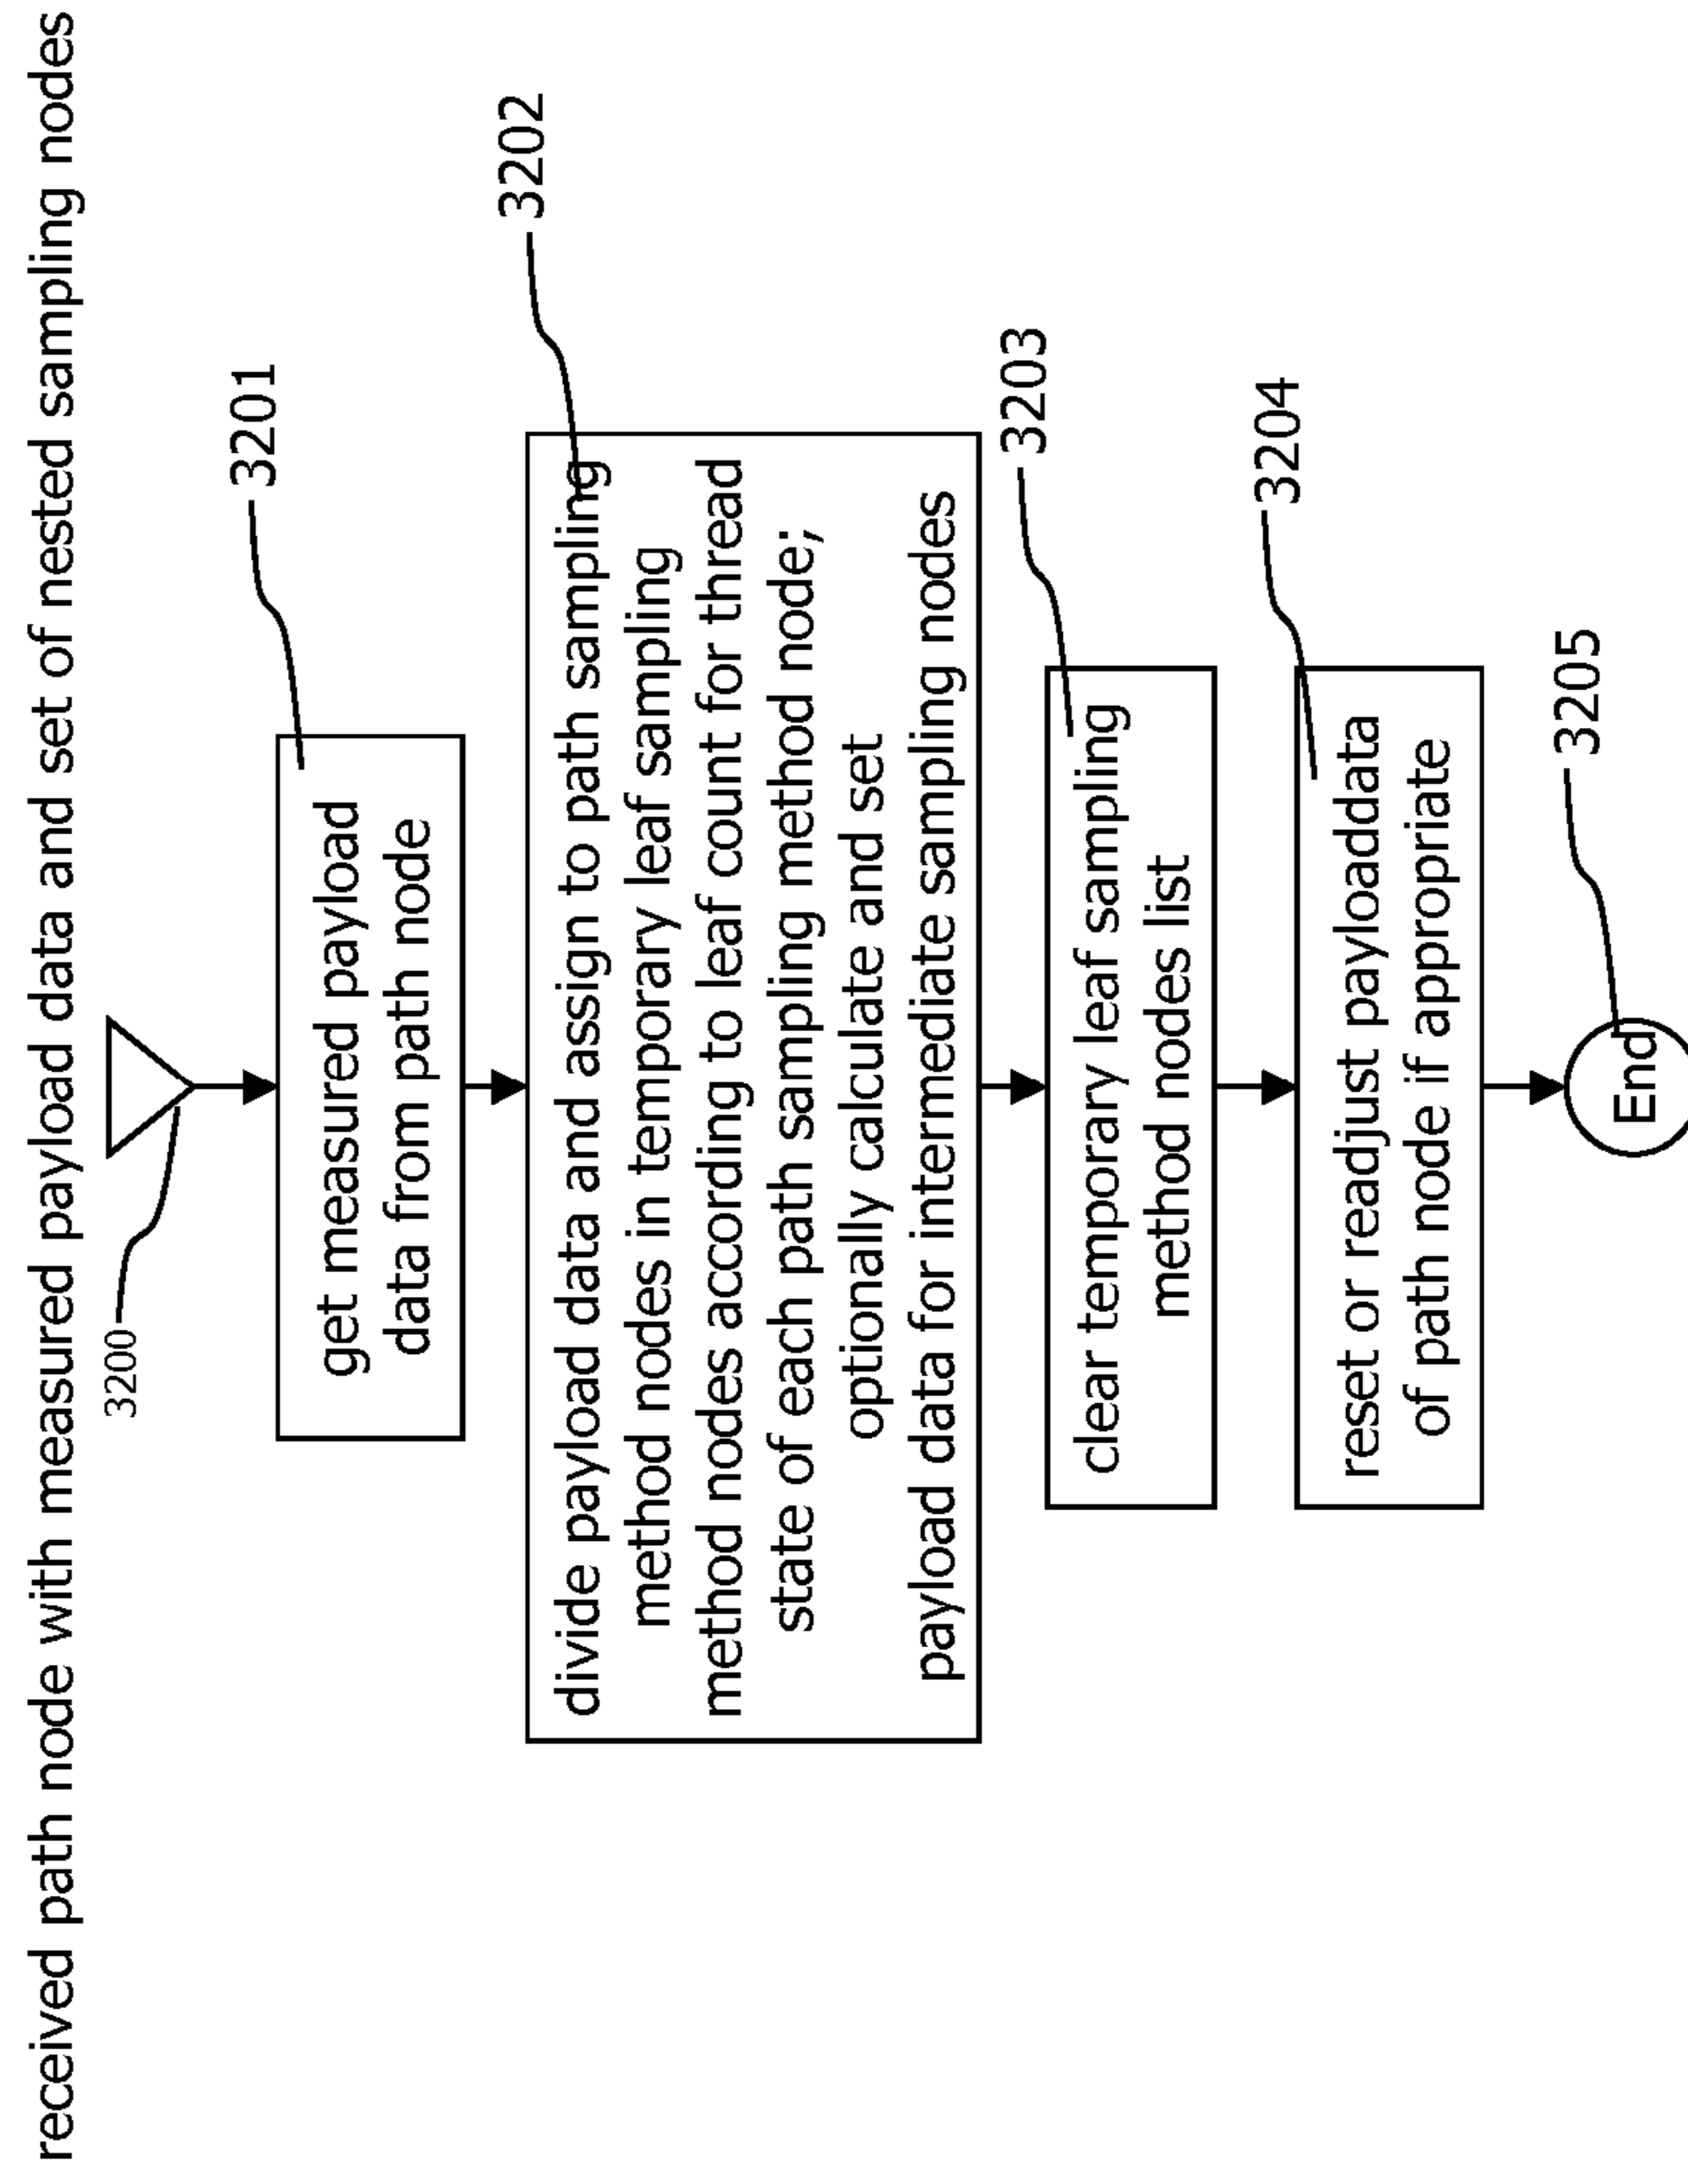 received path node with measured payload data and set of nested sampling nodes
3200
3201
get measured payload
data from path node
3202
divide payload data and assign to path sampling
method nodes in temporary leaf sampling
method nodes according to leaf count for thread
state of each path sampling method node;
optionally calculate and set
payload data for intermediate sampling nodes
3203
clear temporary leaf sampling
method nodes list
3204
reset or readjust payloaddata
of path node if appropriate
3205
End